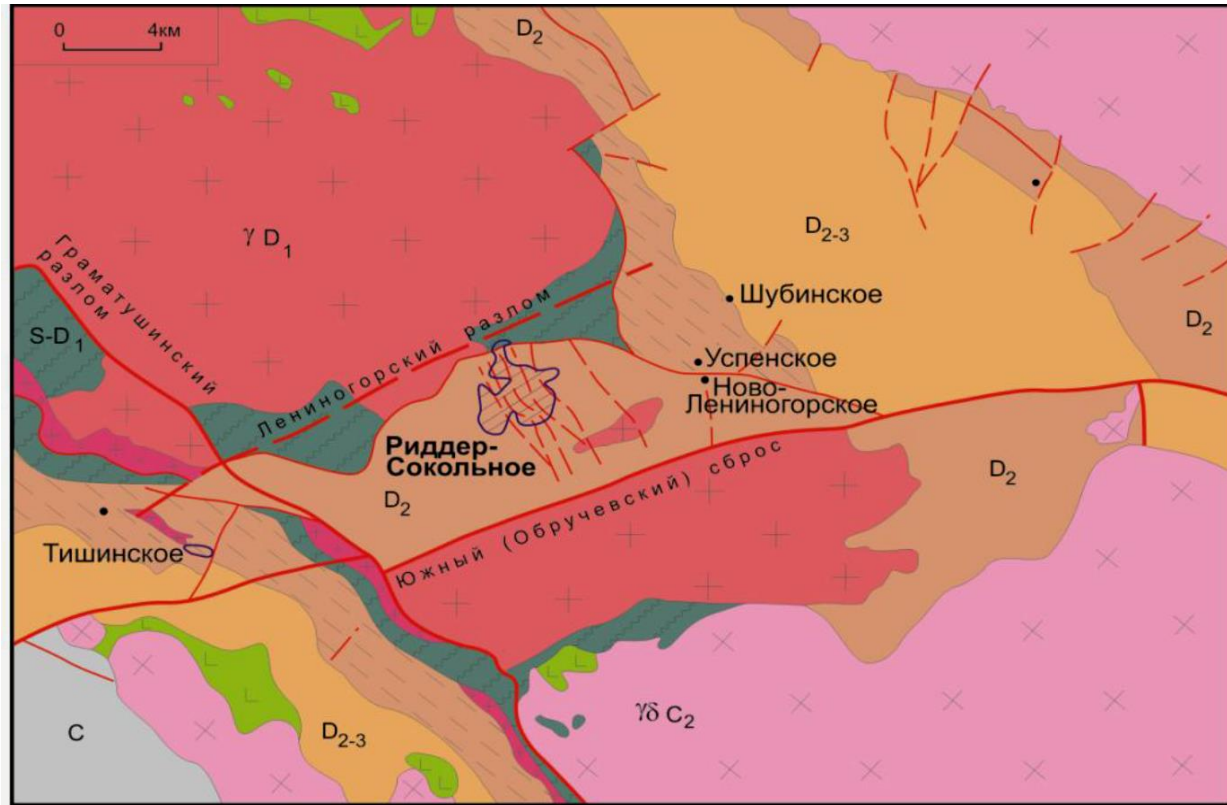 0 4км
D2
γ D1
D2-3
Граматушинский
разлом
S-D1
Лениногорский разлом
Шубинское
D2
Успенское
Ново-
Лениногорское
Риддер-
Сокольное
D2
D2
Южный (Обручевский) сброс
Тишинское
γδ C2
C
D2-3